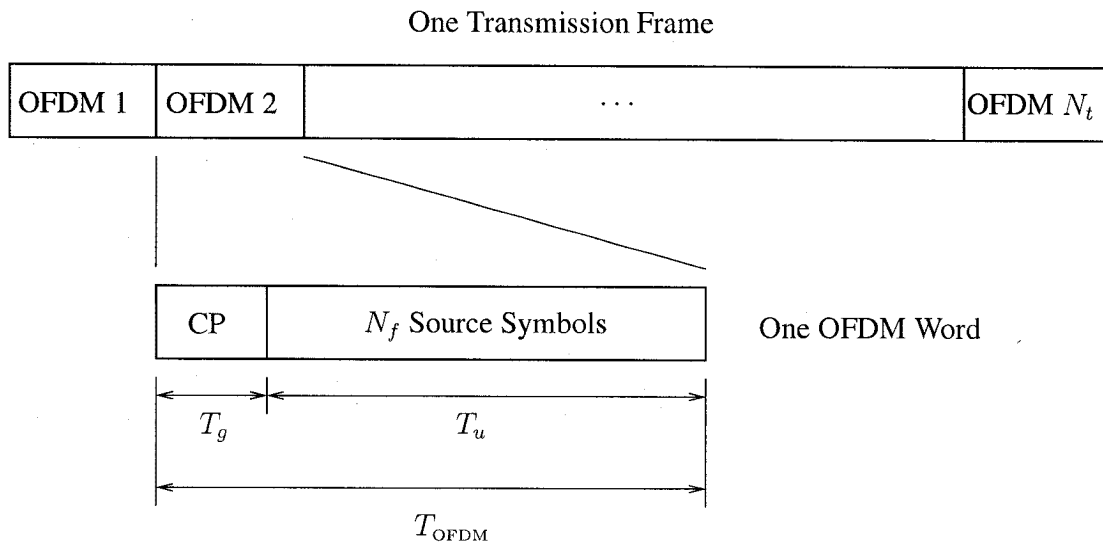 One Transmission Frame
OFDM 1 OFDM 2 ··· OFDM N_t
CP N_f Source Symbols One OFDM Word
T_g T_u
T_OFDM